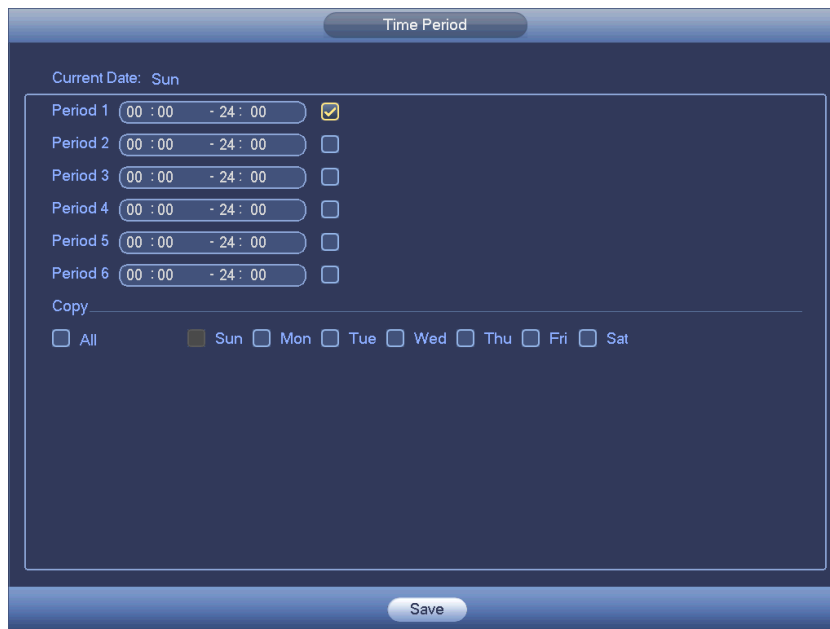 Time Period
Current Date: Sun
Period 1 00 : 00 - 24 : 00
Period 2 00 : 00 - 24 : 00
Period 3 00 : 00 - 24 : 00
Period 4 00 : 00 - 24 : 00
Period 5 00 : 00 - 24 : 00
Period 6 00 : 00 - 24 : 00
Copy
All Sun Mon Tue Wed Thu Fri Sat
Save